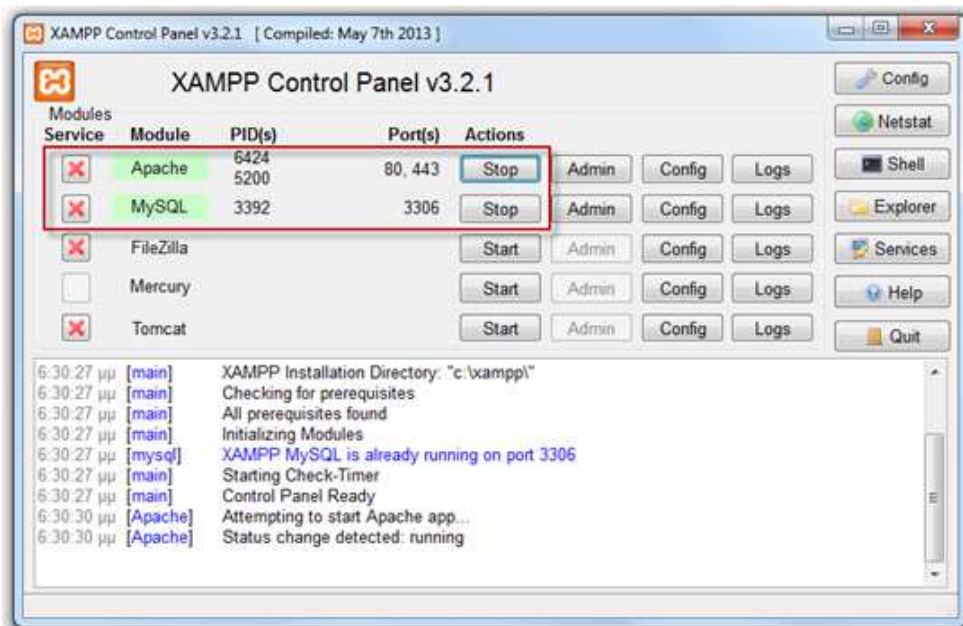 XAMPP Control Panel v3.2.1 [ Compiled: May 7th 2013 ]
XAMPP Control Panel v3.2.1
Config
Modules
Service Module PID(s) Port(s) Actions
Netstat
Apache 6424 5200 80, 443 Stop Admin Config Logs
Shell
MySQL 3392 3306 Stop Admin Config Logs
Explorer
FileZilla Start Admin Config Logs
Services
Mercury Start Admin Config Logs
Help
Tomcat Start Admin Config Logs
Quit
6:30:27 μμ [main] XAMPP Installation Directory: "c:\xampp\"
6:30:27 μμ [main] Checking for prerequisites
6:30:27 μμ [main] All prerequisites found
6:30:27 μμ [main] Initializing Modules
6:30:27 μμ [mysql] XAMPP MySQL is already running on port 3306
6:30:27 μμ [main] Starting Check-Timer
6:30:27 μμ [main] Control Panel Ready
6:30:30 μμ [Apache] Attempting to start Apache app...
6:30:30 μμ [Apache] Status change detected: running